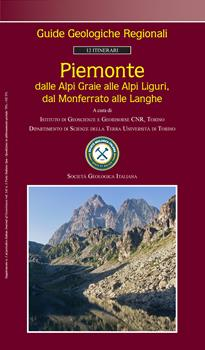 Guide Geologiche Regionali
12 ITINERARI
Piemonte
dalle Alpi Graie alle Alpi Liguri,
dal Monferrato alle Langhe
A cura di
Istituto di Geoscienze e Georisorse CNR, Torino
Dipartimento di Scienze della Terra Università di Torino
Società Geologica Italiana